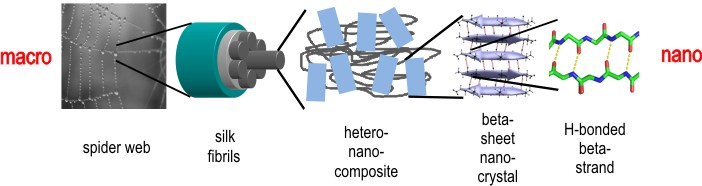 macro
nano
spider web
silk
fibrils
hetero-
nano-
composite
beta-
sheet
nano-
crystal
H-bonded
beta-
strand